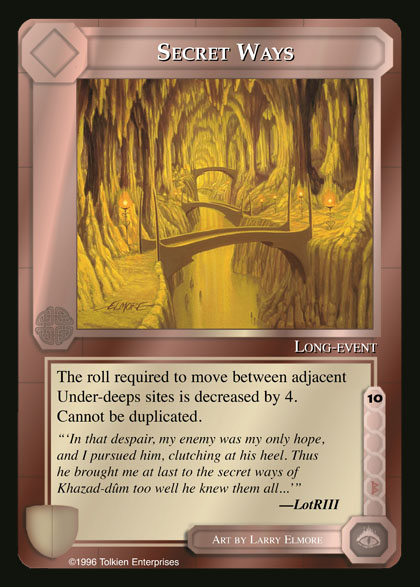 SECRET WAYS
ELMORE
LONG-EVENT
The roll required to move between adjacent
Under-deeps sites is decreased by 4.
Cannot be duplicated.
10
“‘In that despair, my enemy was my only hope,
and I pursued him, clutching at his heel. Thus
he brought me at last to the secret ways of
Khazad-dûm too well he knew them all...’”
—LotRIII
ART BY LARRY ELMORE
©1996 Tolkien Enterprises